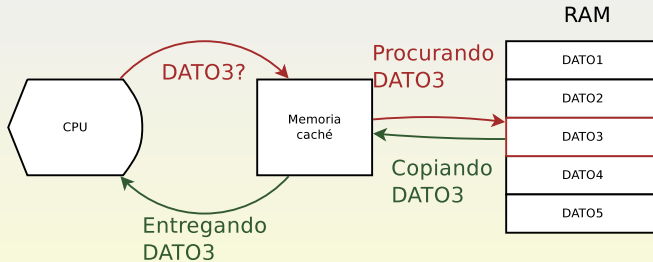 RAM
DATO3?
Procurando
DATO3
CPU
Memoria
caché
DATO1
DATO2
DATO3
DATO4
DATO5
Copiando
DATO3
Entregando
DATO3